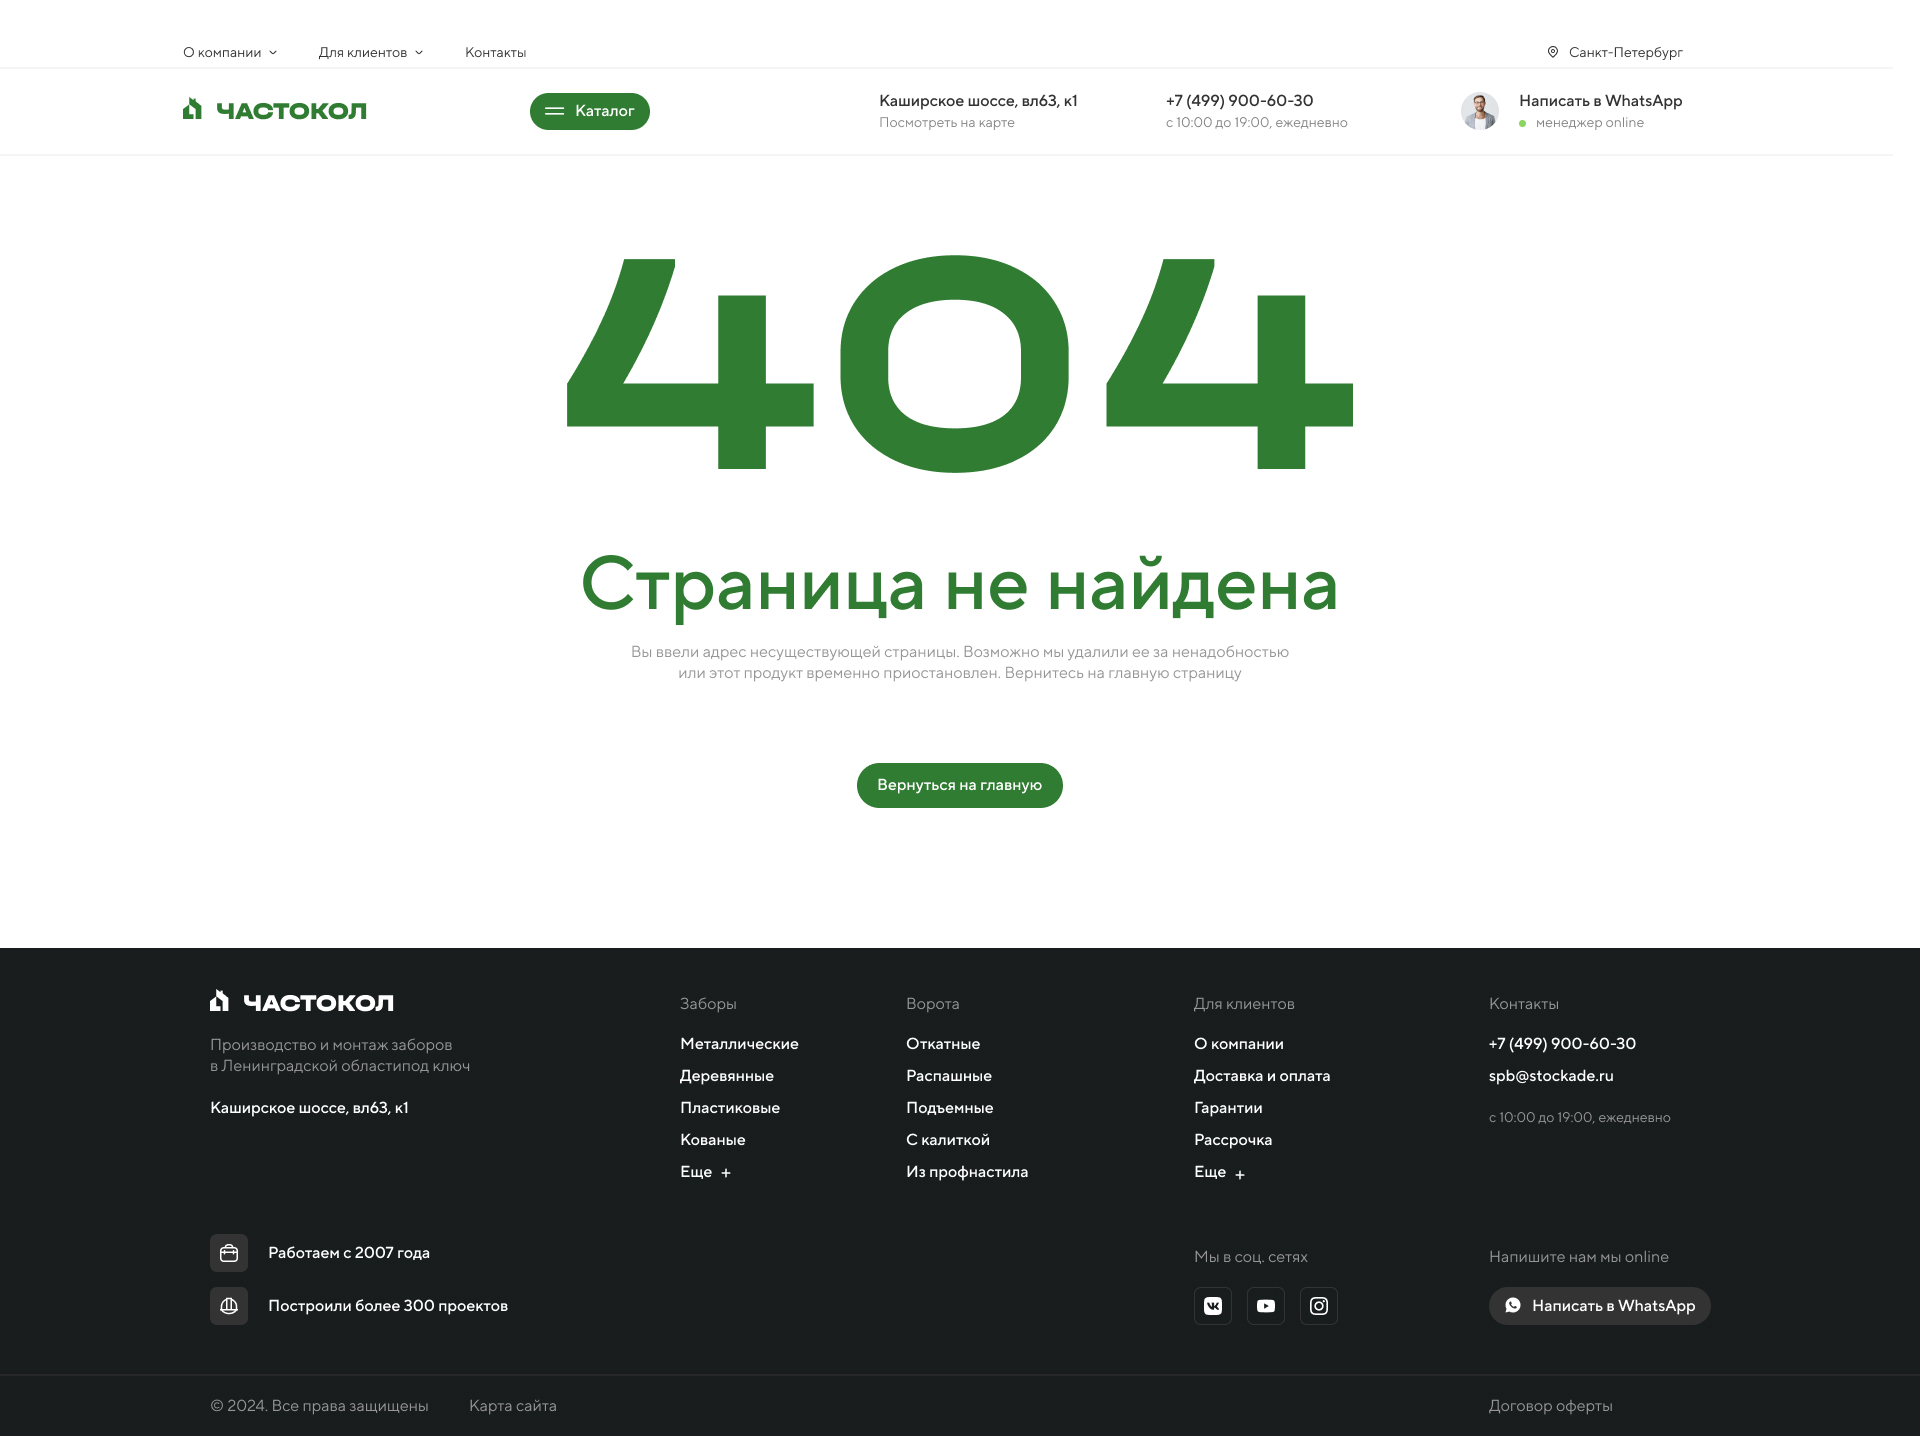 О компании
Для клиентов
Контакты
Санкт-Петербург
ЧАСТОКОЛ
Каталог
Каширское шоссе, вл63, к1
Посмотреть на карте
+7 (499) 900-60-30
с 10:00 до 19:00, ежедневно
Написать в WhatsApp
менеджер online
404
Страница не найдена
Вы ввели адрес несуществующей страницы. Возможно мы удалили ее за ненадобностью
или этот продукт временно приостановлен. Вернитесь на главную страницу
Вернуться на главную
ЧАСТОКОЛ
Производство и монтаж заборов
в Ленинградской областипод ключ
Каширское шоссе, вл63, к1
Заборы
Металлические
Деревянные
Пластиковые
Кованые
Еще +
Ворота
Откатные
Распашные
Подъемные
С калиткой
Из профнастила
Для клиентов
О компании
Доставка и оплата
Гарантии
Рассрочка
Еще +
Контакты
+7 (499) 900-60-30
spb@stockade.ru
с 10:00 до 19:00, ежедневно
Работаем с 2007 года
Построили более 300 проектов
Мы в соц. сетях
Напишите нам мы online
Написать в WhatsApp
© 2024. Все права защищены
Карта сайта
Договор оферты